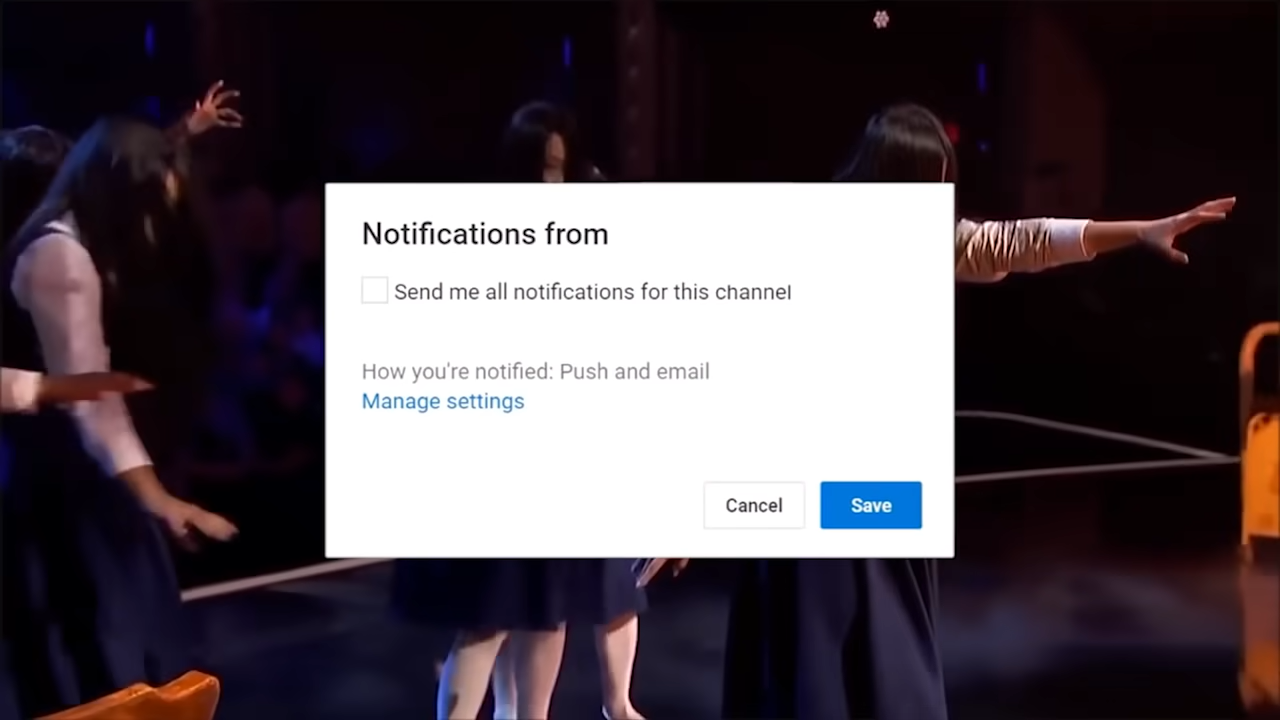 Notifications from
Send me all notifications for this channel
How you're notified: Push and email
Manage settings
Cancel
Save